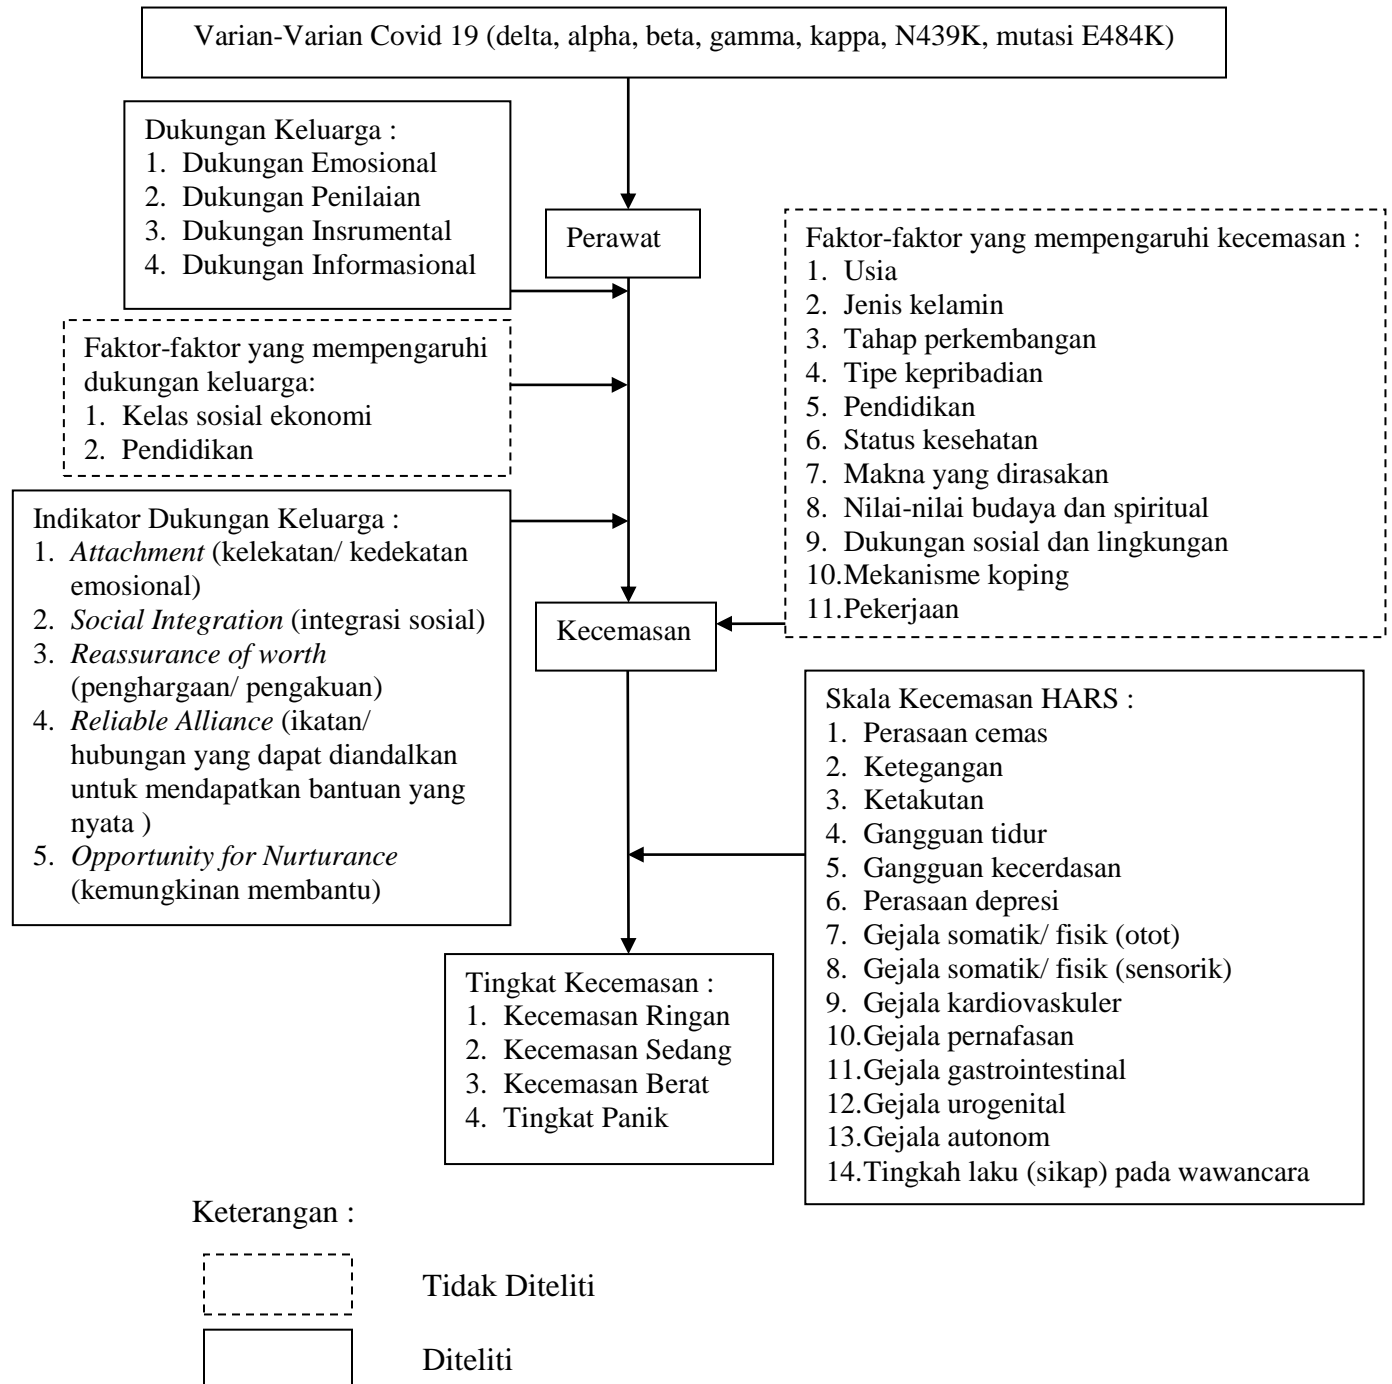 Varian-Varian Covid 19 (delta, alpha, beta, gamma, kappa, N439K, mutasi E484K)
Dukungan Keluarga :
1. Dukungan Emosional
2. Dukungan Penilaian
3. Dukungan Insrumental
4. Dukungan Informasional
Perawat
Faktor-faktor yang mempengaruhi kecemasan :
1. Usia
2. Jenis kelamin
3. Tahap perkembangan
4. Tipe kepribadian
5. Pendidikan
6. Status kesehatan
7. Makna yang dirasakan
8. Nilai-nilai budaya dan spiritual
9. Dukungan sosial dan lingkungan
10.Mekanisme koping
11.Pekerjaan
Faktor-faktor yang mempengaruhi
dukungan keluarga:
1. Kelas sosial ekonomi
2. Pendidikan
Indikator Dukungan Keluarga :
1. Attachment (kelekatan/ kedekatan
emosional)
2. Social Integration (integrasi sosial)
3. Reassurance of worth
(penghargaan/ pengakuan)
4. Reliable Alliance (ikatan/
hubungan yang dapat diandalkan
untuk mendapatkan bantuan yang
nyata )
5. Opportunity for Nurturance
(kemungkinan membantu)
Kecemasan
Skala Kecemasan HARS :
1. Perasaan cemas
2. Ketegangan
3. Ketakutan
4. Gangguan tidur
5. Gangguan kecerdasan
6. Perasaan depresi
7. Gejala somatik/ fisik (otot)
8. Gejala somatik/ fisik (sensorik)
9. Gejala kardiovaskuler
10.Gejala pernafasan
11.Gejala gastrointestinal
12.Gejala urogenital
13.Gejala autonom
14.Tingkah laku (sikap) pada wawancara
Tingkat Kecemasan :
1. Kecemasan Ringan
2. Kecemasan Sedang
3. Kecemasan Berat
4. Tingkat Panik
Keterangan :
Tidak Diteliti
Diteliti